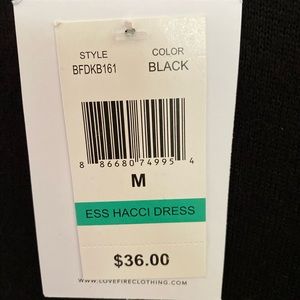 STYLE COLOR
BFDKB161 BLACK
8 86680 74995 4
M
ESS HACCI DRESS
$36.00
WWW.LOVEFIRECLOTHING.COM